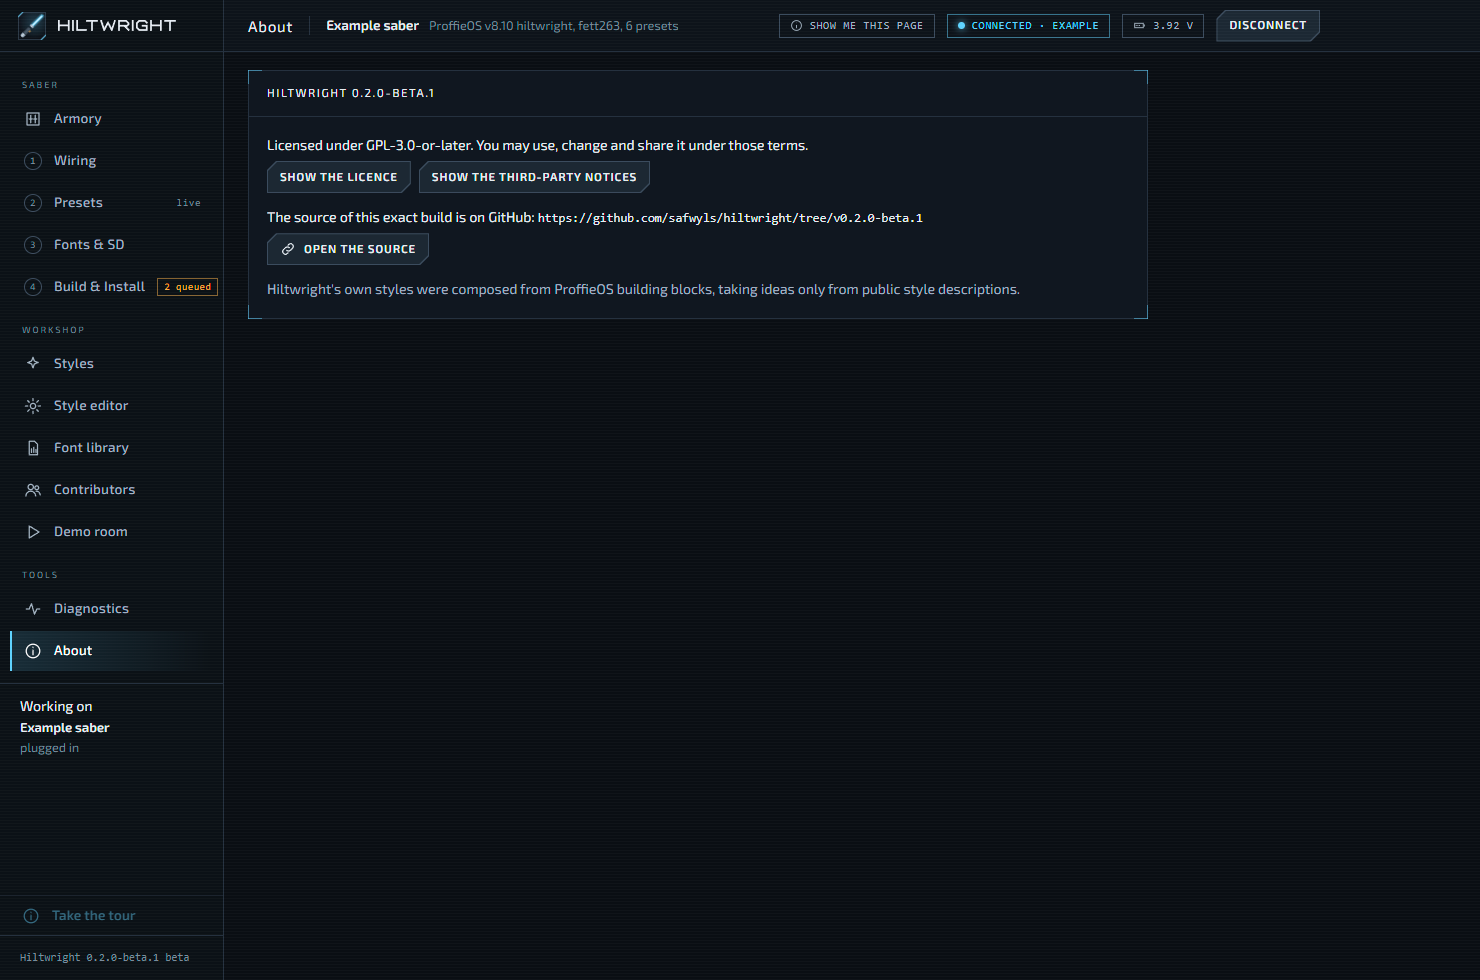 HILTWRIGHT
About
Example saber
ProffieOS v8.10 hiltwright, fett263, 6 presets
SHOW ME THIS PAGE
CONNECTED · EXAMPLE
3.92 V
DISCONNECT
SABER
Armory
1 Wiring
2 Presets live
3 Fonts & SD
4 Build & Install 2 queued
WORKSHOP
Styles
Style editor
Font library
Contributors
Demo room
TOOLS
Diagnostics
About
Working on
Example saber
plugged in
Take the tour
Hiltwright 0.2.0-beta.1 beta
HILTWRIGHT 0.2.0-BETA.1
Licensed under GPL-3.0-or-later. You may use, change and share it under those terms.
SHOW THE LICENCE
SHOW THE THIRD-PARTY NOTICES
The source of this exact build is on GitHub: https://github.com/safwyls/hiltwright/tree/v0.2.0-beta.1
OPEN THE SOURCE
Hiltwright's own styles were composed from ProffieOS building blocks, taking ideas only from public style descriptions.